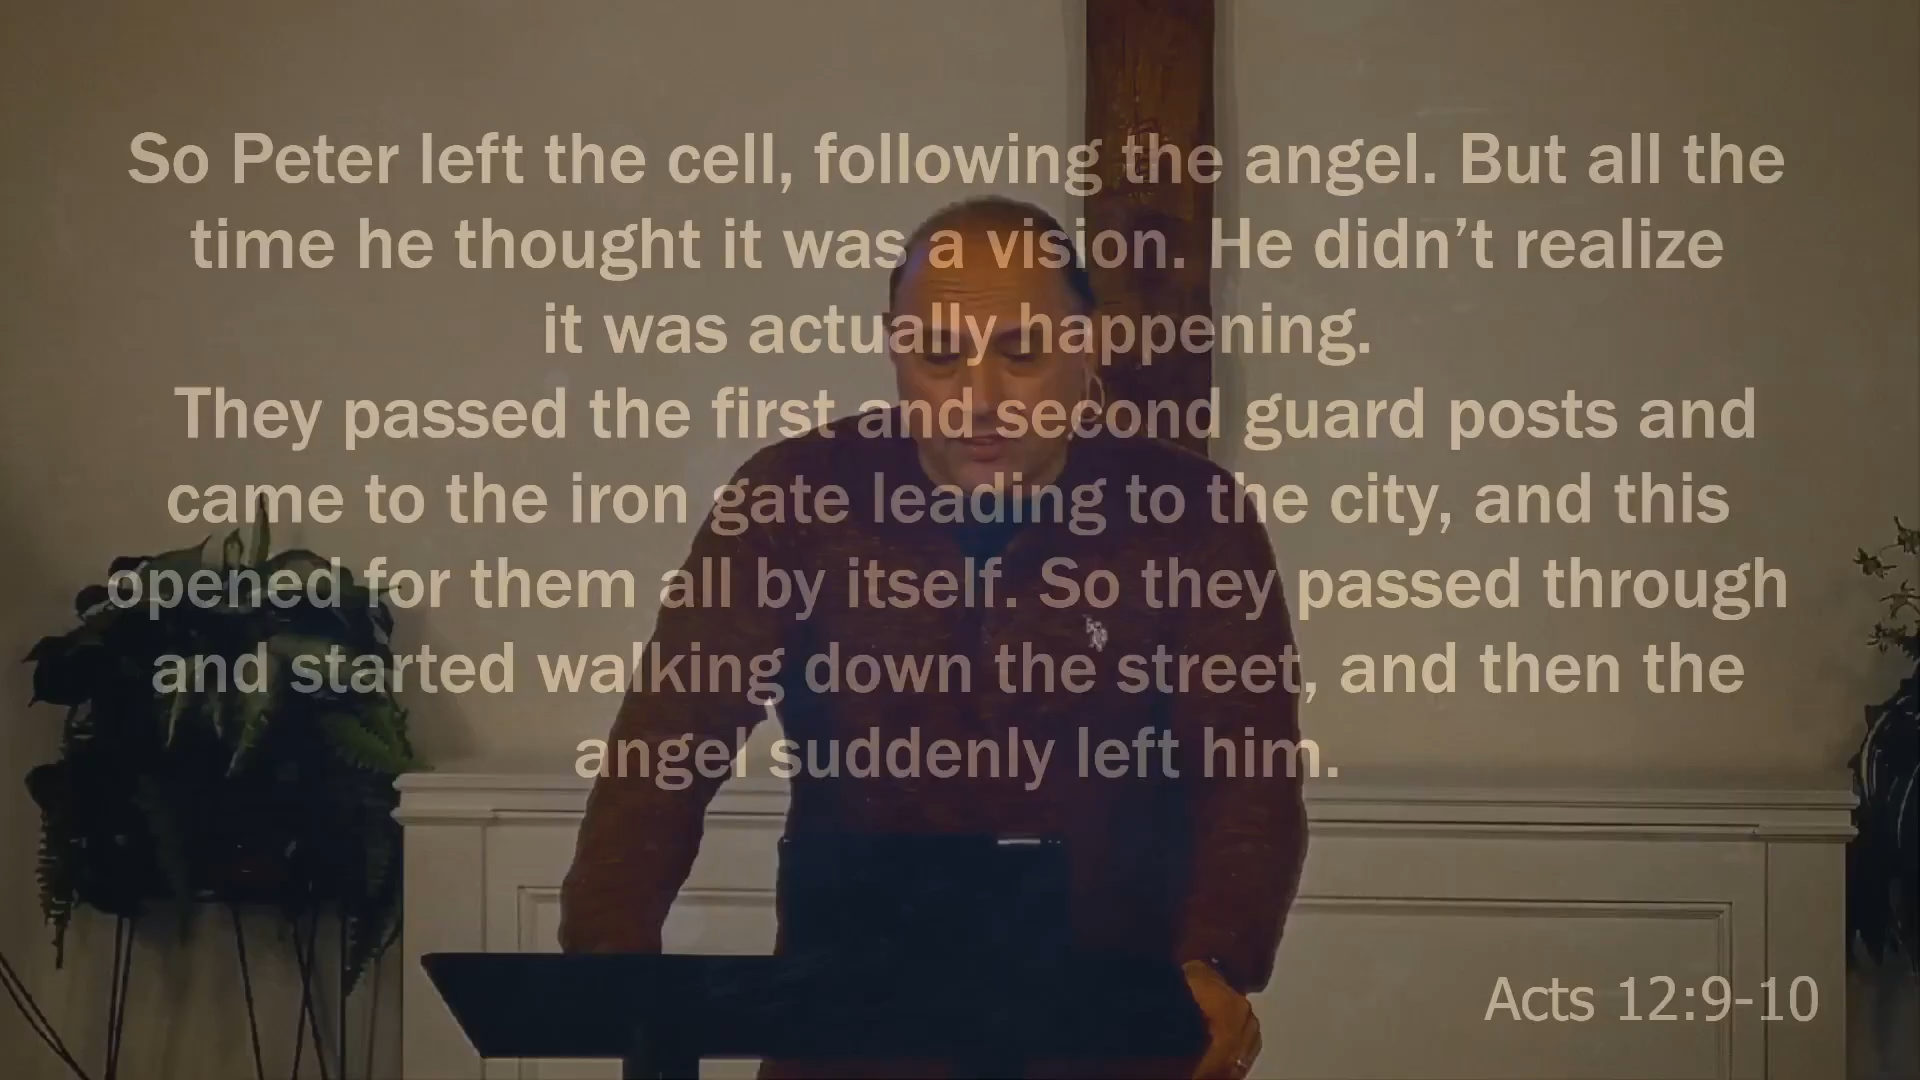 So Peter left the cell, following the angel. But all the
time he thought it was a vision. He didn’t realize
it was actually happening.
They passed the first and second guard posts and
came to the iron gate leading to the city, and this
opened for them all by itself. So they passed through
and started walking down the street, and then the
angel suddenly left him.
Acts 12:9-10